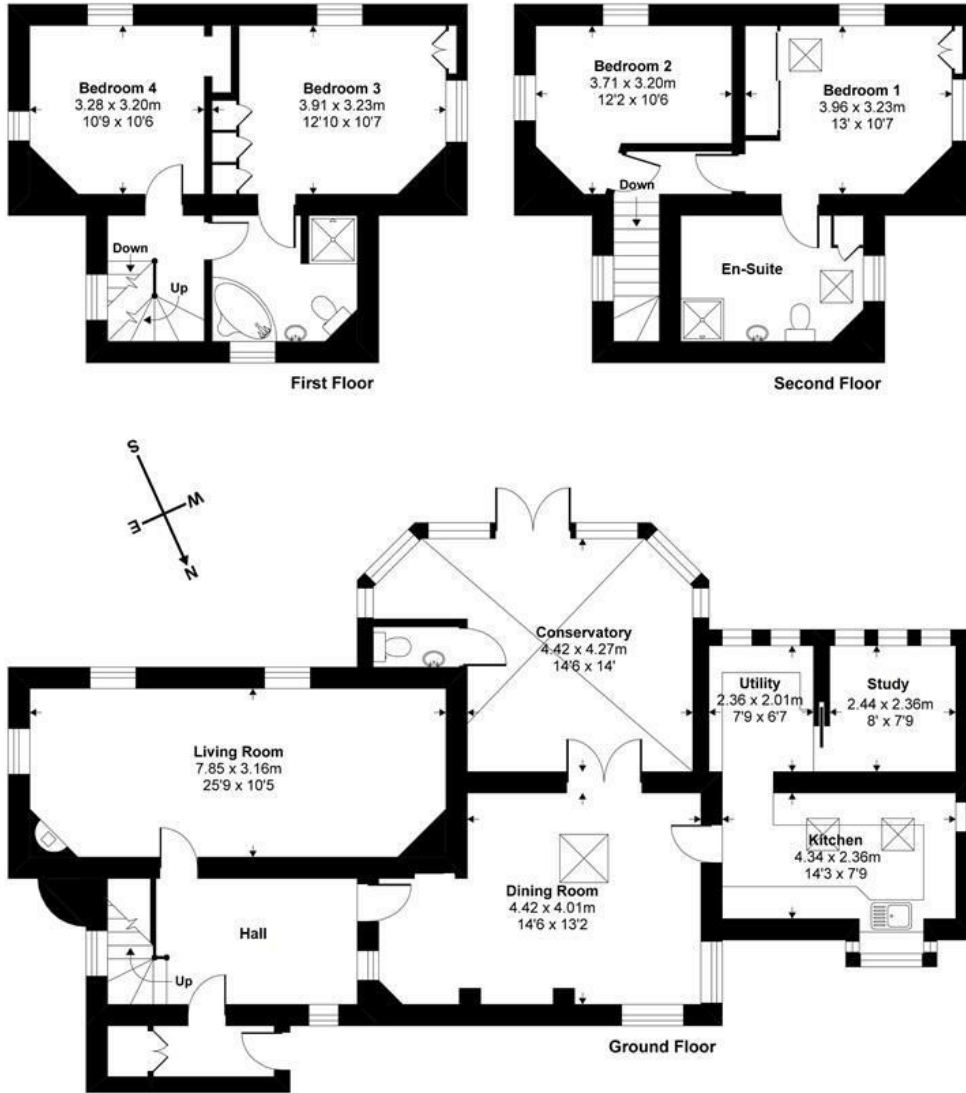 Bedroom 4
3.28 x 3.20m
10'9 x 10'6
Bedroom 3
3.91 x 3.23m
12'10 x 10'7
Down
Up
First Floor
Bedroom 2
3.71 x 3.20m
12'2 x 10'6
Bedroom 1
3.96 x 3.23m
13' x 10'7
Down
En-Suite
Second Floor
S
W
E
N
Conservatory
4.42 x 4.27m
14'6 x 14'
Utility
2.36 x 2.01m
7'9 x 6'7
Study
2.44 x 2.36m
8' x 7'9
Living Room
7.85 x 3.16m
25'9 x 10'5
Kitchen
4.34 x 2.36m
14'3 x 7'9
Dining Room
4.42 x 4.01m
14'6 x 13'2
Hall
Up
Ground Floor